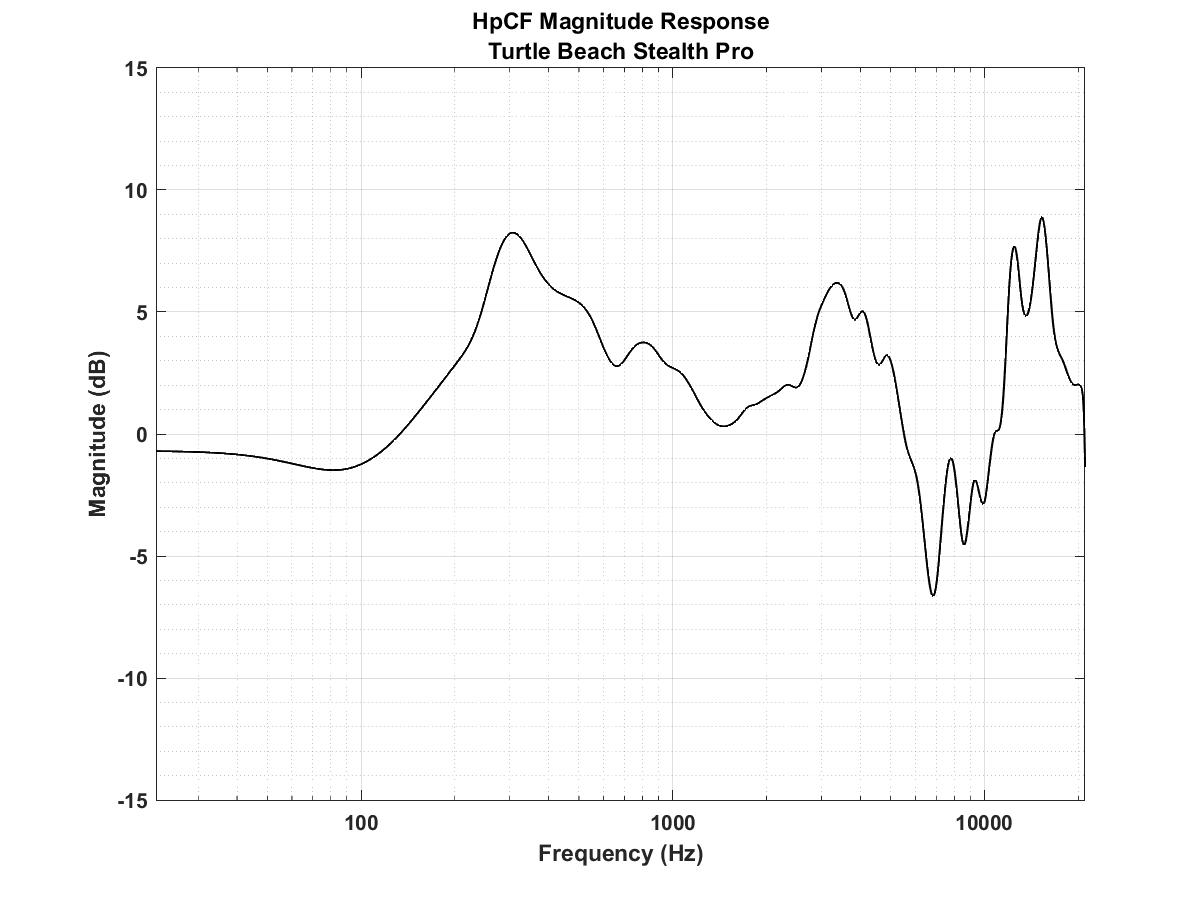 HpCF Magnitude Response
Turtle Beach Stealth Pro
15
10
5
0
-5
-10
-15
Magnitude (dB)
100
1000
10000
Frequency (Hz)